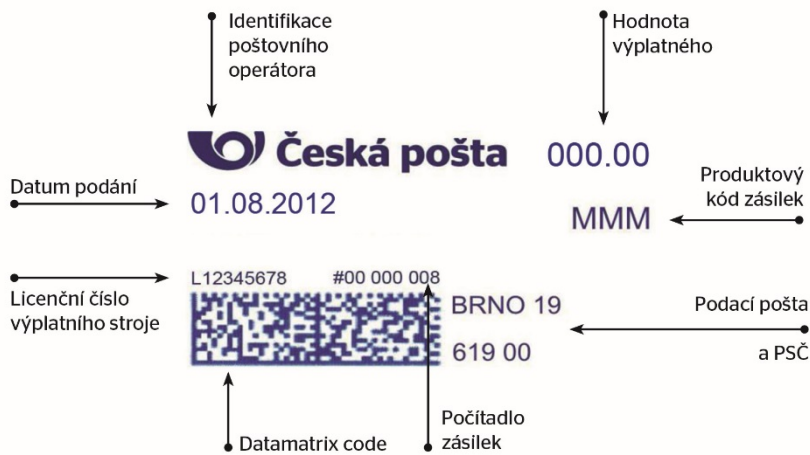 Identifikace
poštovního
operátora
Hodnota
výplatného
Česká pošta
000.00
Datum podání
01.08.2012
Produktový
kód zásilek
MMM
L12345678
#00 000 008
Licenční číslo
výplatního stroje
BRNO 19
619 00
Podací pošta
a PSČ
Datamatrix code
Počítadlo
zásilek